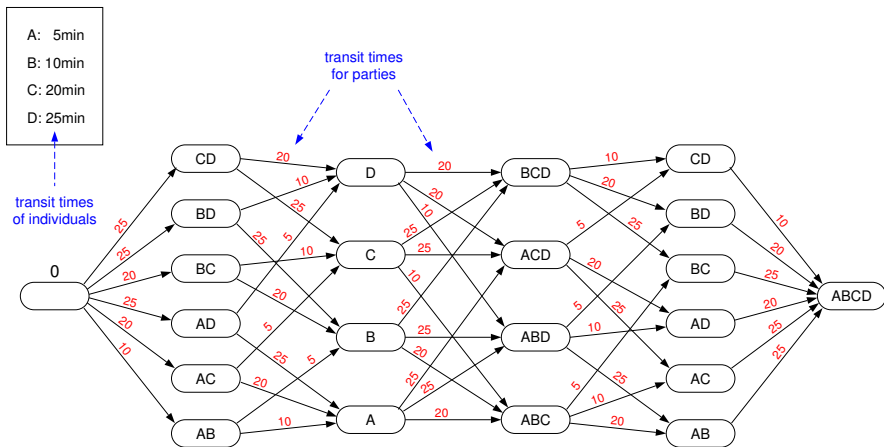 A: 5min
B: 10min
C: 20min
D: 25min
transit times
of individuals
transit times
for parties
0
25
25
20
25
20
10
CD
BD
BC
AD
AC
AB
20
25
10
25
10
20
5
25
5
20
5
10
D
C
B
A
20
20
10
25
25
10
25
25
20
25
25
20
BCD
ACD
ABD
ABC
10
20
25
5
20
25
5
10
25
5
10
20
CD
BD
BC
AD
AC
AB
10
20
25
20
25
25
ABCD